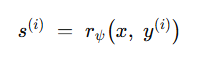 s^{(i)} = r_ψ(x, y^{(i)})